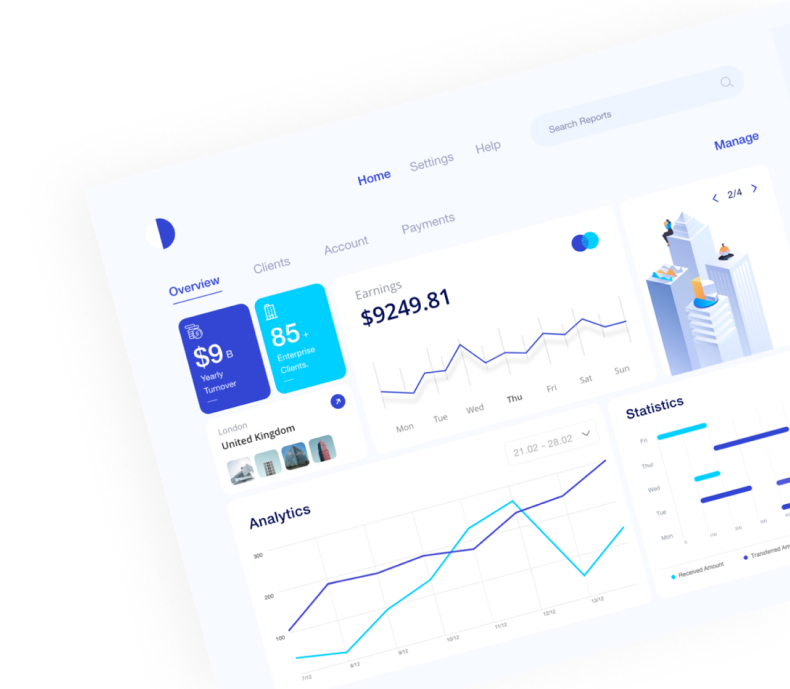 Home
Settings
Help
Search Reports
Manage
Overview
Clients
Account
Payments
$9 B
Yearly
Turnover
85 +
Enterprise
Clients.
Earnings
$9249.81
Mon
Tue
Wed
Thu
Fri
Sat
Sun
2/4
London
United Kingdom
Analytics
21.02 - 28.02
300
200
100
7/12
8/12
9/12
10/12
11/12
12/12
13/12
Statistics
Fri
Thur
Wed
Tue
Mon
0
Received Amount
Transferred Am